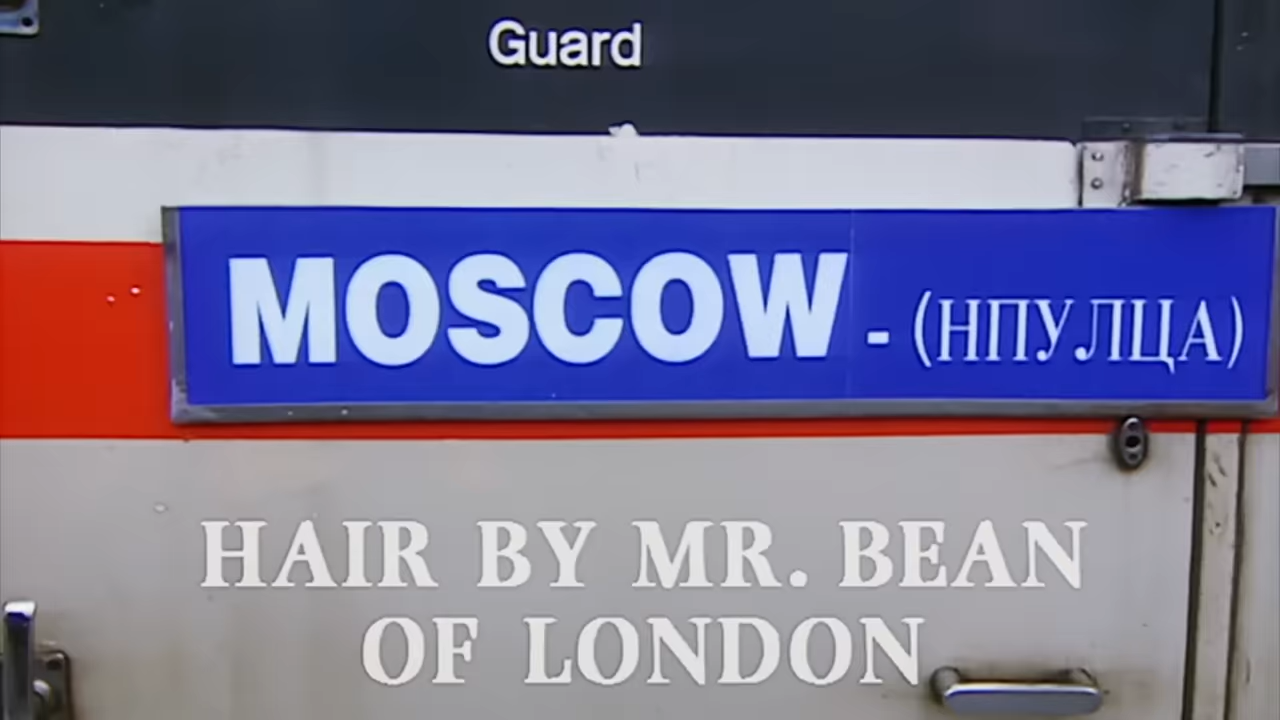 Guard
MOSCOW - (НПУЛЦА)
HAIR BY MR. BEAN
OF LONDON